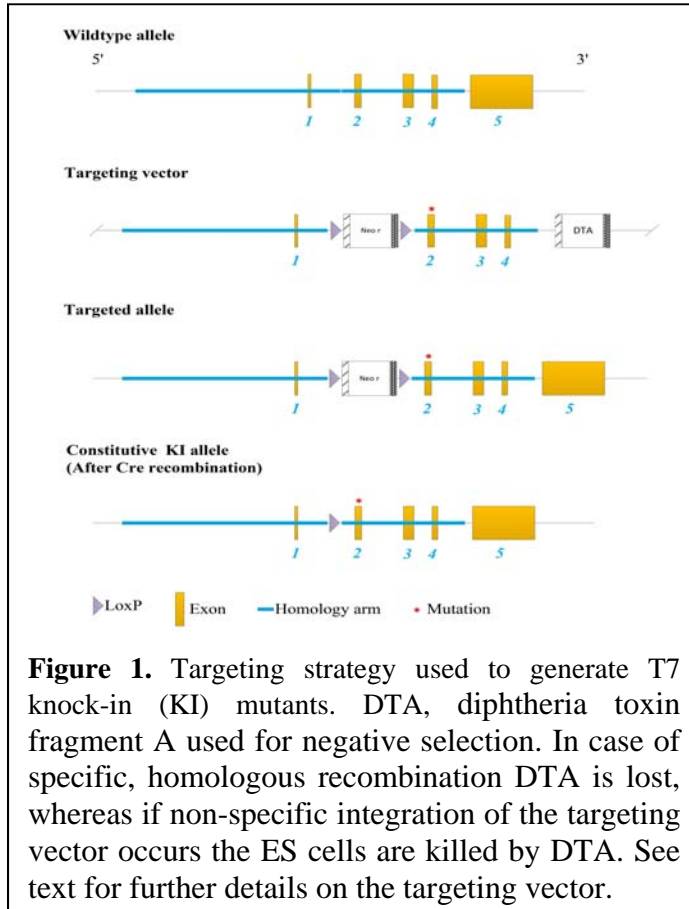 Wildtype allele
5' 3'
1 2 3 4 5
Targeting vector
Neo r DTA
1 2 3 4
Targeted allele
Neo r
1 2 3 4 5
Constitutive KI allele
(After Cre recombination)
1 2 3 4 5
LoxP Exon Homology arm Mutation
Figure 1. Targeting strategy used to generate T7
knock-in (KI) mutants. DTA, diphtheria toxin
fragment A used for negative selection. In case of
specific, homologous recombination DTA is lost,
whereas if non-specific integration of the targeting
vector occurs the ES cells are killed by DTA. See
text for further details on the targeting vector.